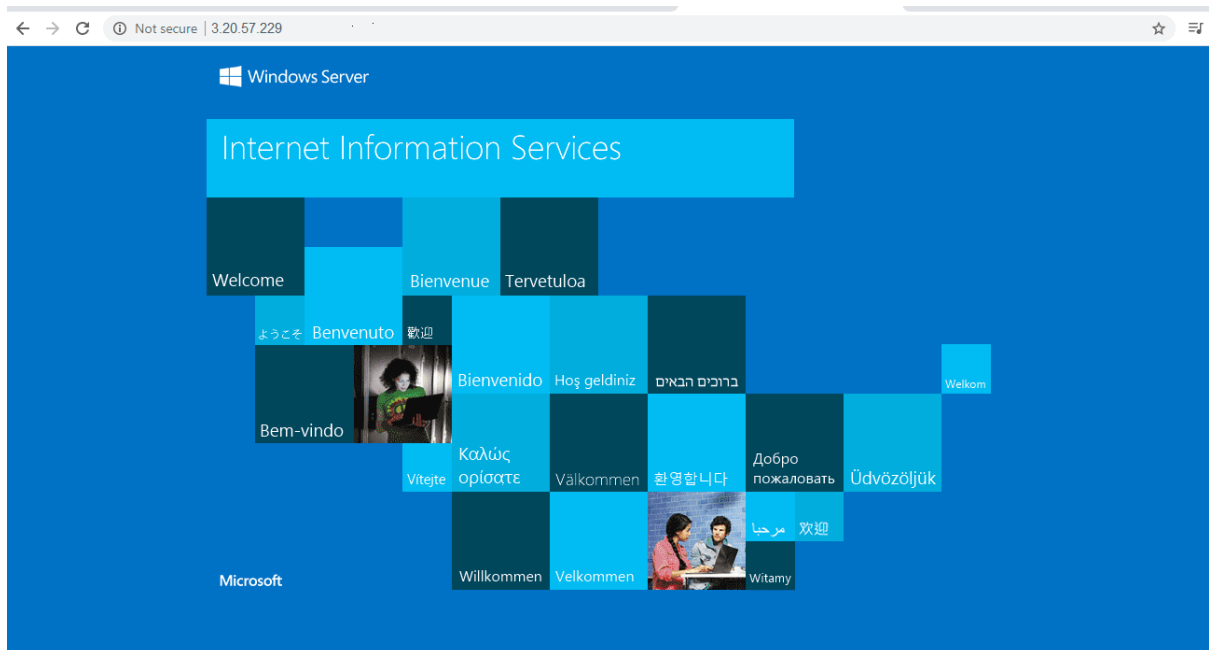 Not secure | 3.20.57.229
Windows Server
Internet Information Services
Welcome
Bienvenue
Tervetuloa
ようこそ
Benvenuto
歡迎
Bienvenido
Hoş geldiniz
ברוכים הבאים
Welkom
Bem-vindo
Vítejte
Καλώς
ορίσατε
Välkommen
환영합니다
Добро
пожаловать
Üdvözöljük
مرحبا
欢迎
Microsoft
Willkommen
Velkommen
Witamy